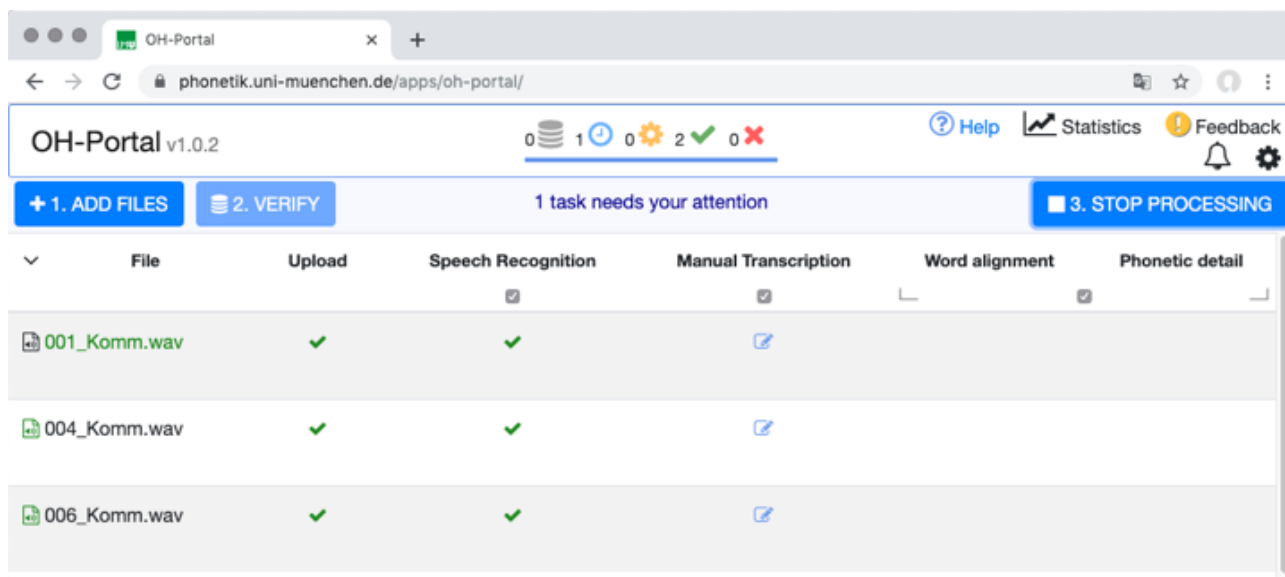 OH-Portal
phonetik.uni-muenchen.de/apps/oh-portal/
OH-Portal v1.0.2 0 1 0 2 0 Help Statistics Feedback
+ 1. ADD FILES 2. VERIFY 1 task needs your attention 3. STOP PROCESSING
File Upload Speech Recognition Manual Transcription Word alignment Phonetic detail
001_Komm.wav
004_Komm.wav
006_Komm.wav